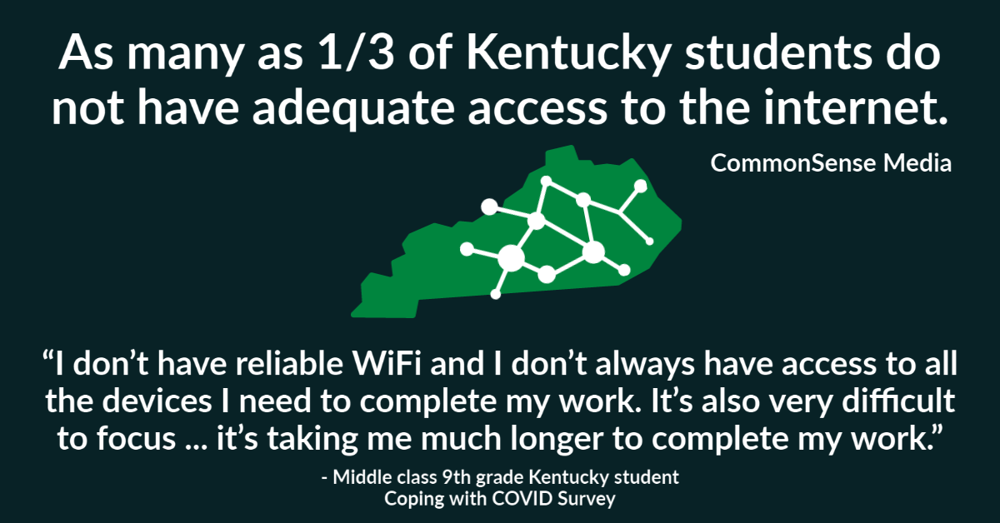 As many as 1/3 of Kentucky students do
not have adequate access to the internet.
CommonSense Media
“I don’t have reliable WiFi and I don’t always have access to all
the devices I need to complete my work. It’s also very difficult
to focus ... it’s taking me much longer to complete my work.”
- Middle class 9th grade Kentucky student
Coping with COVID Survey